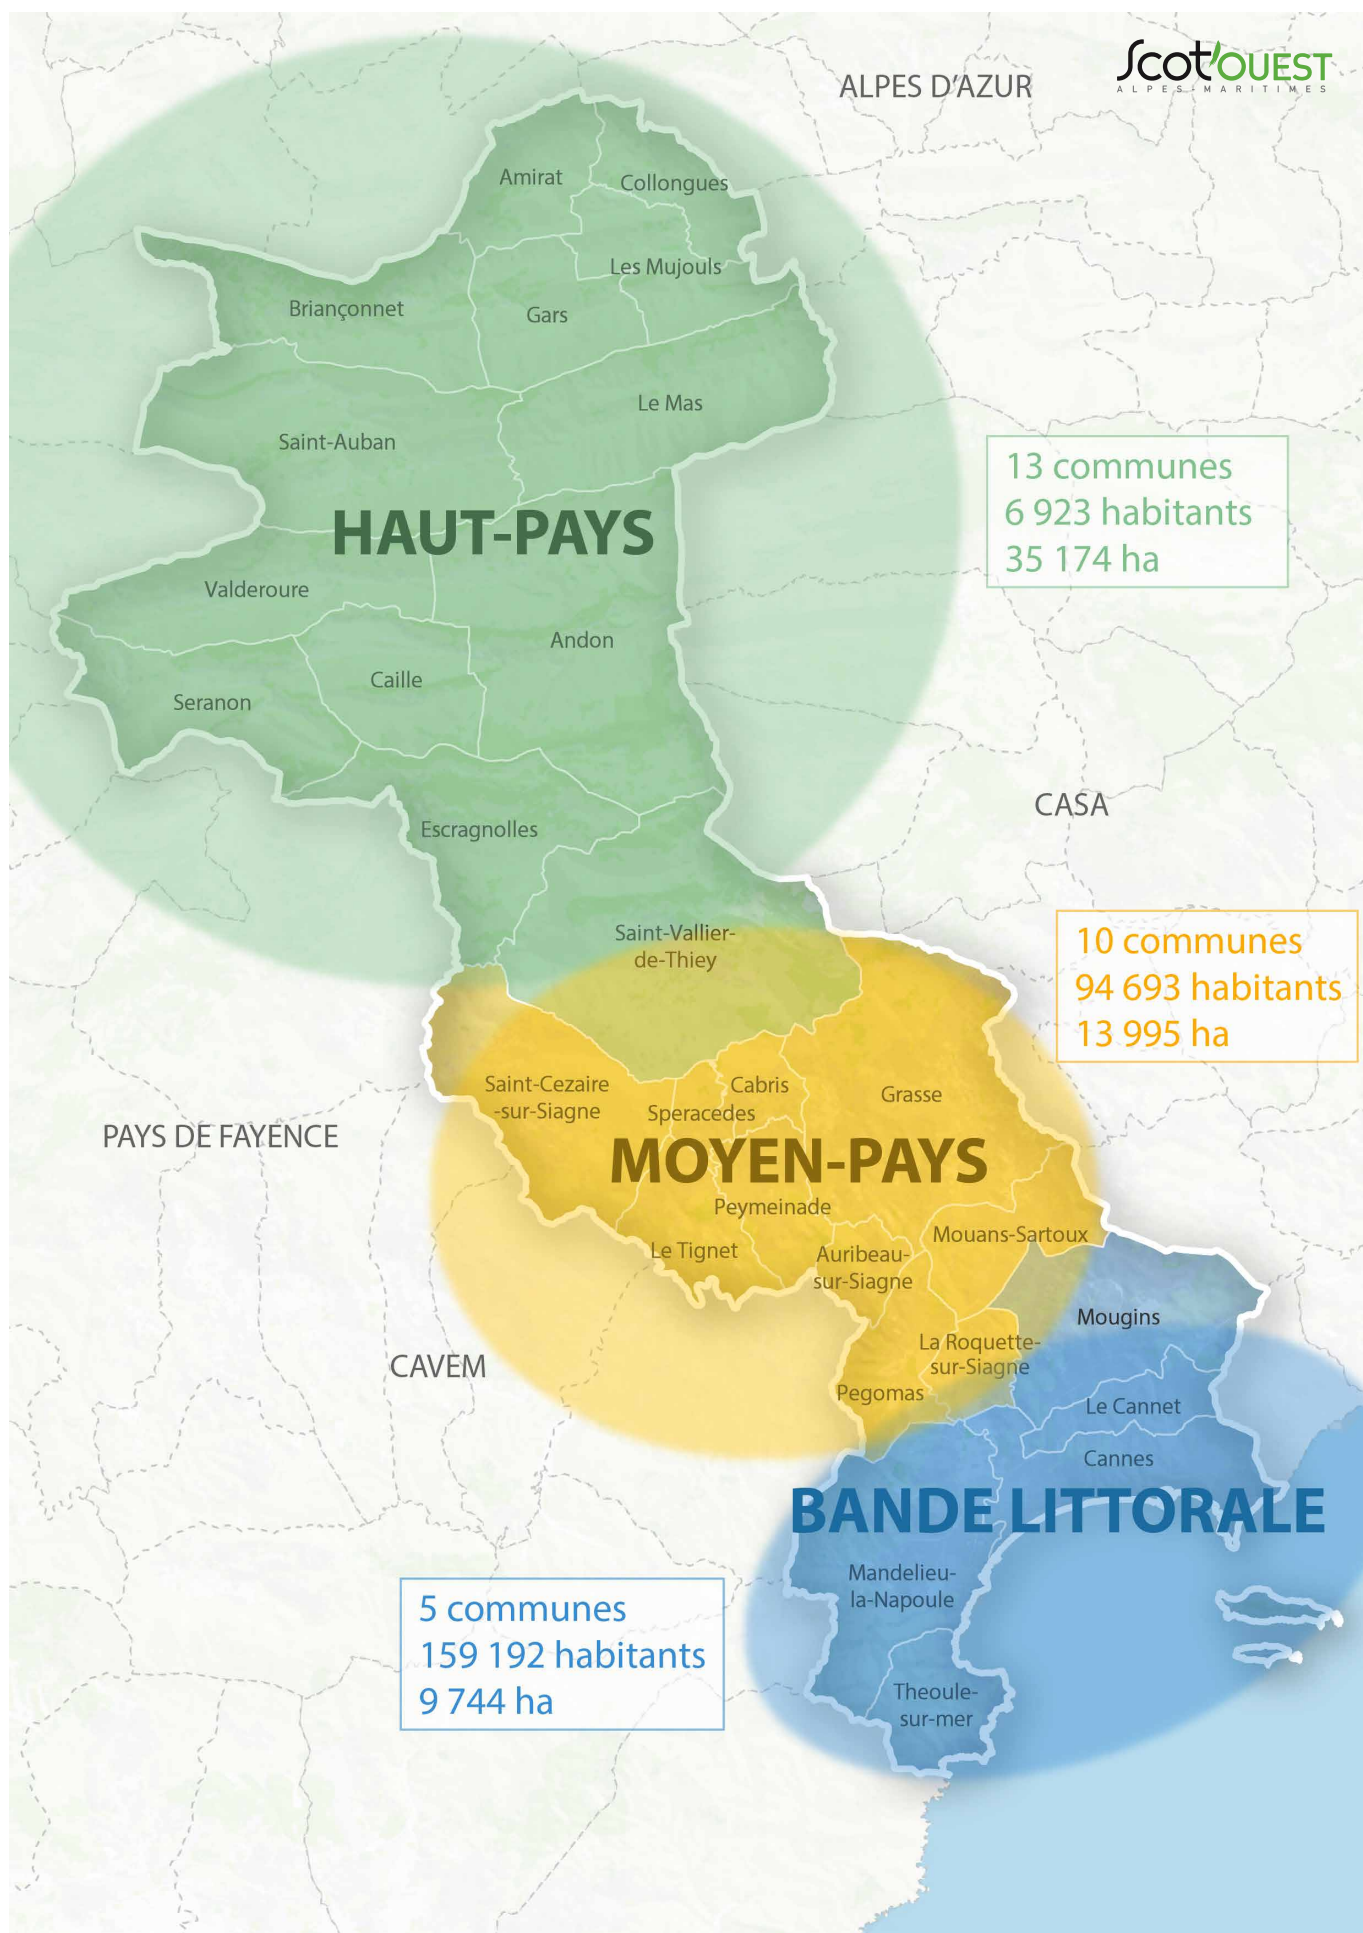 ALPES D'AZUR
Scot'OUEST
ALPES-MARITIMES
Amirat
Collongues
Les Mujouls
Briançonnet
Gars
Le Mas
Saint-Auban
13 communes
6 923 habitants
35 174 ha
HAUT-PAYS
Valderoure
Andon
Caille
Seranon
CASA
Escragnolles
Saint-Vallier-
de-Thiey
10 communes
94 693 habitants
13 995 ha
Saint-Cezaire
-sur-Siagne
Cabris
Speracedes
Grasse
PAYS DE FAYENCE
MOYEN-PAYS
Peymeinade
Le Tignet
Mouans-Sartoux
Auribeau-
sur-Siagne
Mougins
La Roquette-
sur-Siagne
CAVEM
Pegomas
Le Cannet
Cannes
BANDE LITTORALE
Mandelieu-
la-Napoule
5 communes
159 192 habitants
9 744 ha
Theoule-
sur-mer